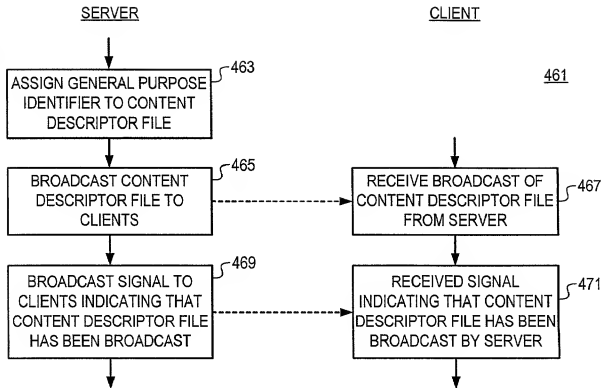 SERVER
CLIENT
461
463
ASSIGN GENERAL PURPOSE
IDENTIFIER TO CONTENT
DESCRIPTOR FILE
465
BROADCAST CONTENT
DESCRIPTOR FILE TO
CLIENTS
467
RECEIVE BROADCAST OF
CONTENT DESCRIPTOR FILE
FROM SERVER
469
BROADCAST SIGNAL TO
CLIENTS INDICATING THAT
CONTENT DESCRIPTOR FILE
HAS BEEN BROADCAST
471
RECEIVED SIGNAL
INDICATING THAT CONTENT
DESCRIPTOR FILE HAS BEEN
BROADCAST BY SERVER